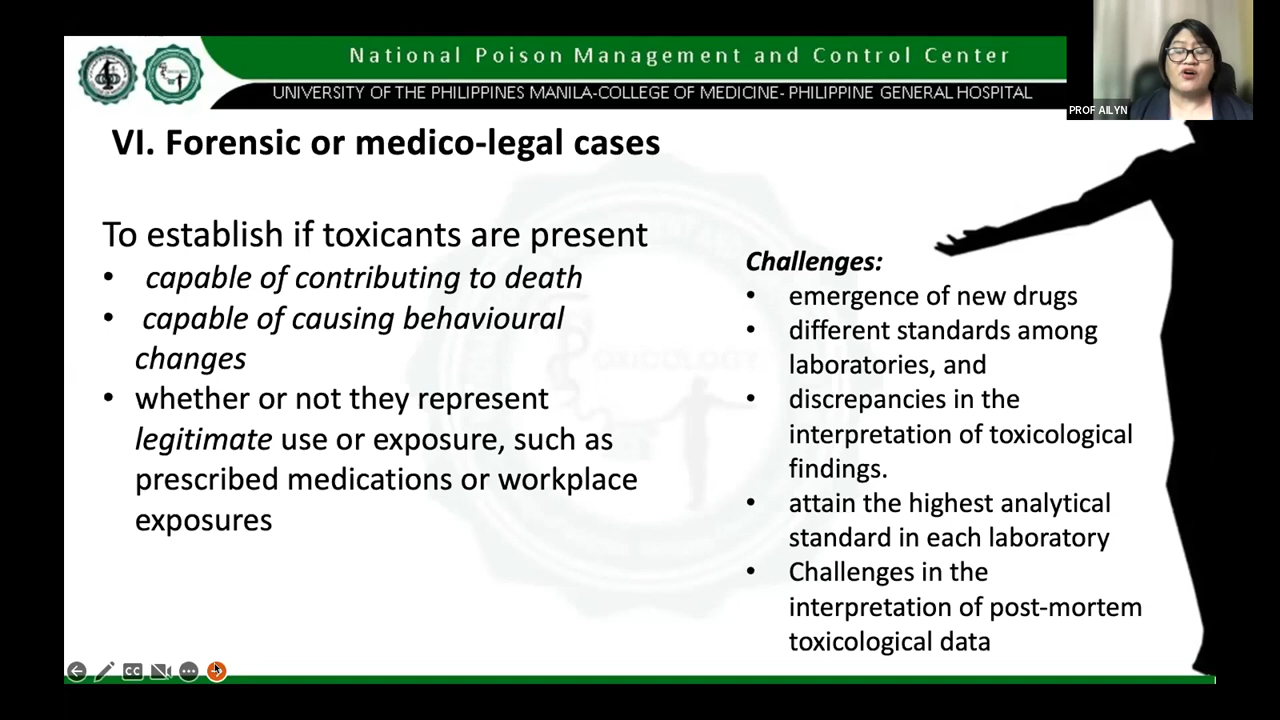 National Poison Management and Control Center
UNIVERSITY OF THE PHILIPPINES MANILA-COLLEGE OF MEDICINE- PHILIPPINE GENERAL HOSPITAL
PROF AILYN
VI. Forensic or medico-legal cases
To establish if toxicants are present
• capable of contributing to death
• capable of causing behavioural
changes
• whether or not they represent
legitimate use or exposure, such as
prescribed medications or workplace
exposures
Challenges:
• emergence of new drugs
• different standards among
laboratories, and
• discrepancies in the
interpretation of toxicological
findings.
• attain the highest analytical
standard in each laboratory
• Challenges in the
interpretation of post-mortem
toxicological data
CC